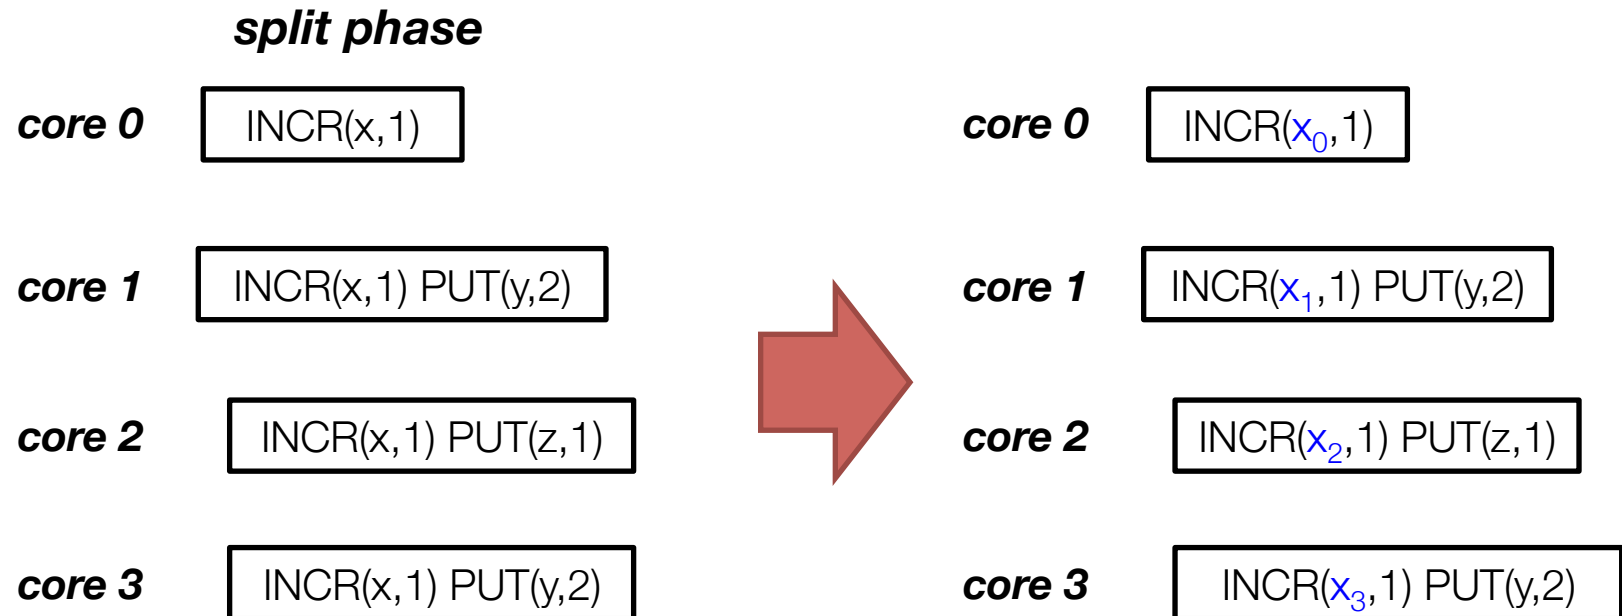 split phase
core 0 INCR(x,1) core 0 INCR(x₀,1)
core 1 INCR(x,1) PUT(y,2) core 1 INCR(x₁,1) PUT(y,2)
core 2 INCR(x,1) PUT(z,1) core 2 INCR(x₂,1) PUT(z,1)
core 3 INCR(x,1) PUT(y,2) core 3 INCR(x₃,1) PUT(y,2)